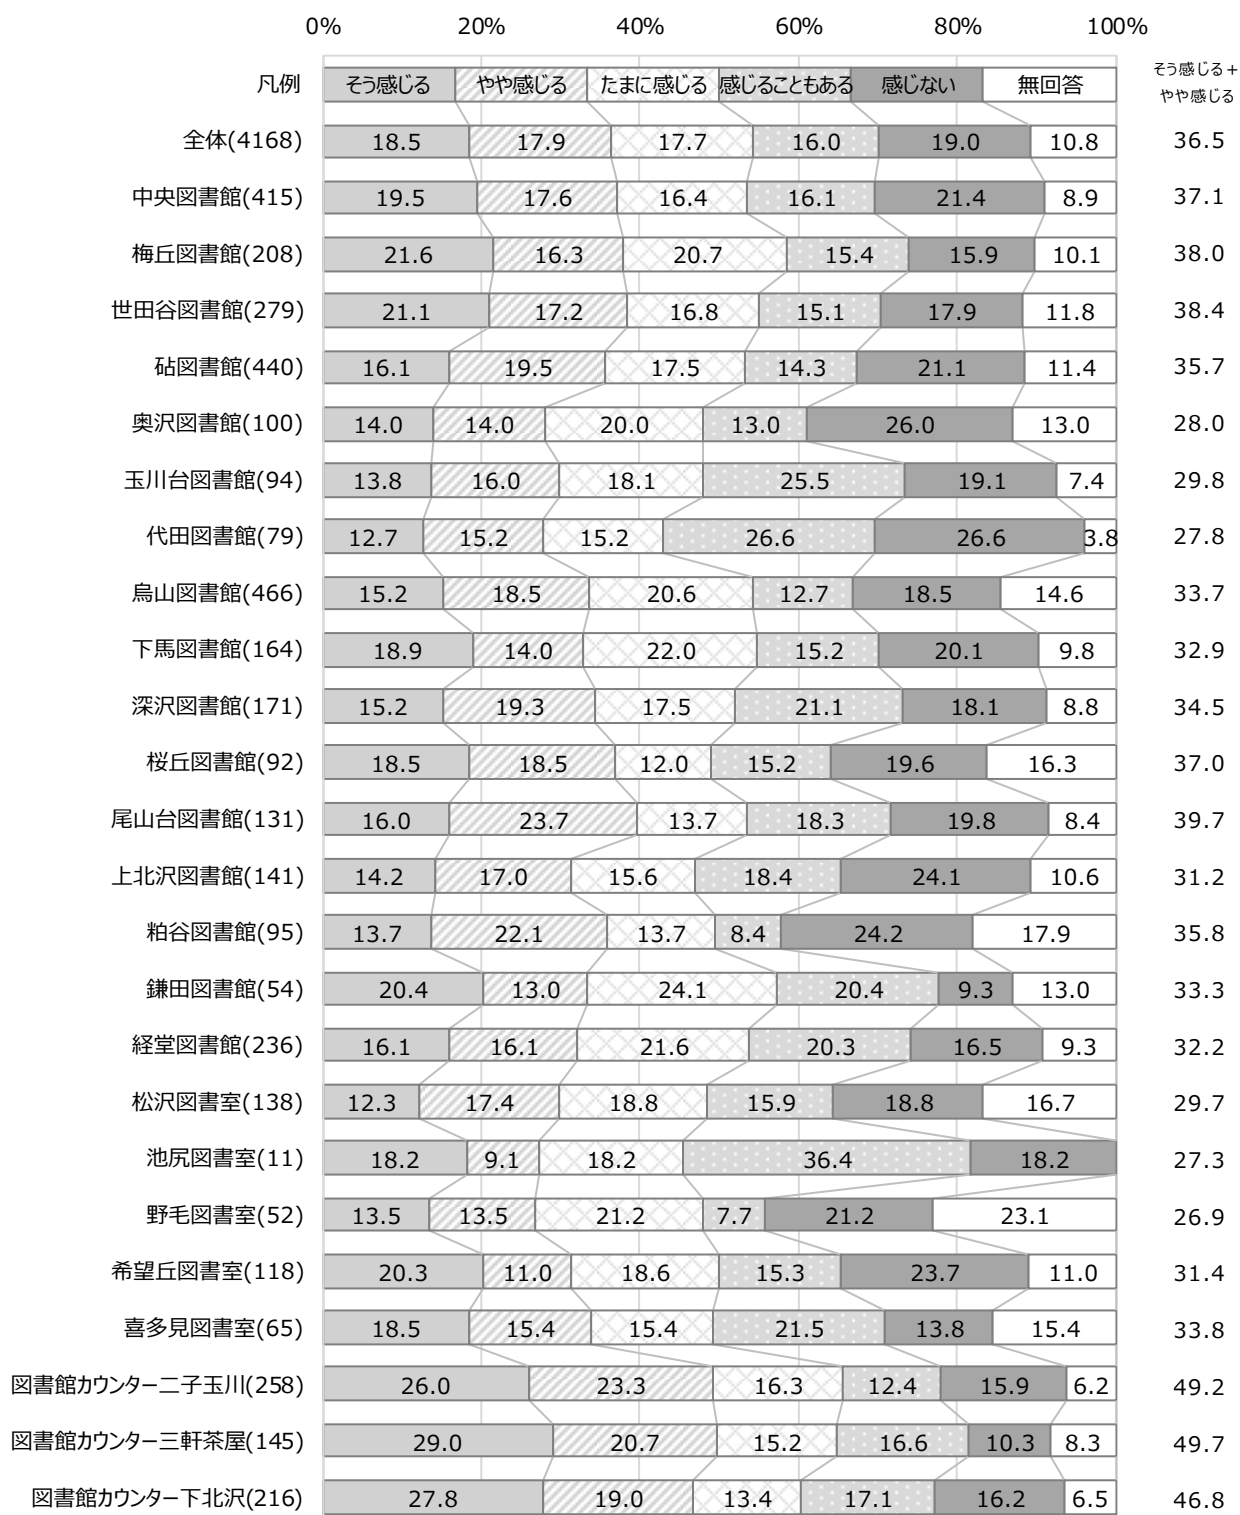 0% 20% 40% 60% 80% 100%
そう感じる+
やや感じる
凡例 そう感じる やや感じる たまに感じる 感じることもある 感じない 無回答
全体(4168) 18.5 17.9 17.7 16.0 19.0 10.8 36.5
中央図書館(415) 19.5 17.6 16.4 16.1 21.4 8.9 37.1
梅丘図書館(208) 21.6 16.3 20.7 15.4 15.9 10.1 38.0
世田谷図書館(279) 21.1 17.2 16.8 15.1 17.9 11.8 38.4
砧図書館(440) 16.1 19.5 17.5 14.3 21.1 11.4 35.7
奥沢図書館(100) 14.0 14.0 20.0 13.0 26.0 13.0 28.0
玉川台図書館(94) 13.8 16.0 18.1 25.5 19.1 7.4 29.8
代田図書館(79) 12.7 15.2 15.2 26.6 26.6 3.8 27.8
烏山図書館(466) 15.2 18.5 20.6 12.7 18.5 14.6 33.7
下馬図書館(164) 18.9 14.0 22.0 15.2 20.1 9.8 32.9
深沢図書館(171) 15.2 19.3 17.5 21.1 18.1 8.8 34.5
桜丘図書館(92) 18.5 18.5 12.0 15.2 19.6 16.3 37.0
尾山台図書館(131) 16.0 23.7 13.7 18.3 19.8 8.4 39.7
上北沢図書館(141) 14.2 17.0 15.6 18.4 24.1 10.6 31.2
粕谷図書館(95) 13.7 22.1 13.7 8.4 24.2 17.9 35.8
鎌田図書館(54) 20.4 13.0 24.1 20.4 9.3 13.0 33.3
経堂図書館(236) 16.1 16.1 21.6 20.3 16.5 9.3 32.2
松沢図書室(138) 12.3 17.4 18.8 15.9 18.8 16.7 29.7
池尻図書室(11) 18.2 9.1 18.2 36.4 18.2 27.3
野毛図書室(52) 13.5 13.5 21.2 7.7 21.2 23.1 26.9
希望丘図書室(118) 20.3 11.0 18.6 15.3 23.7 11.0 31.4
喜多見図書室(65) 18.5 15.4 15.4 21.5 13.8 15.4 33.8
図書館カウンター二子玉川(258) 26.0 23.3 16.3 12.4 15.9 6.2 49.2
図書館カウンター三軒茶屋(145) 29.0 20.7 15.2 16.6 10.3 8.3 49.7
図書館カウンター下北沢(216) 27.8 19.0 13.4 17.1 16.2 6.5 46.8